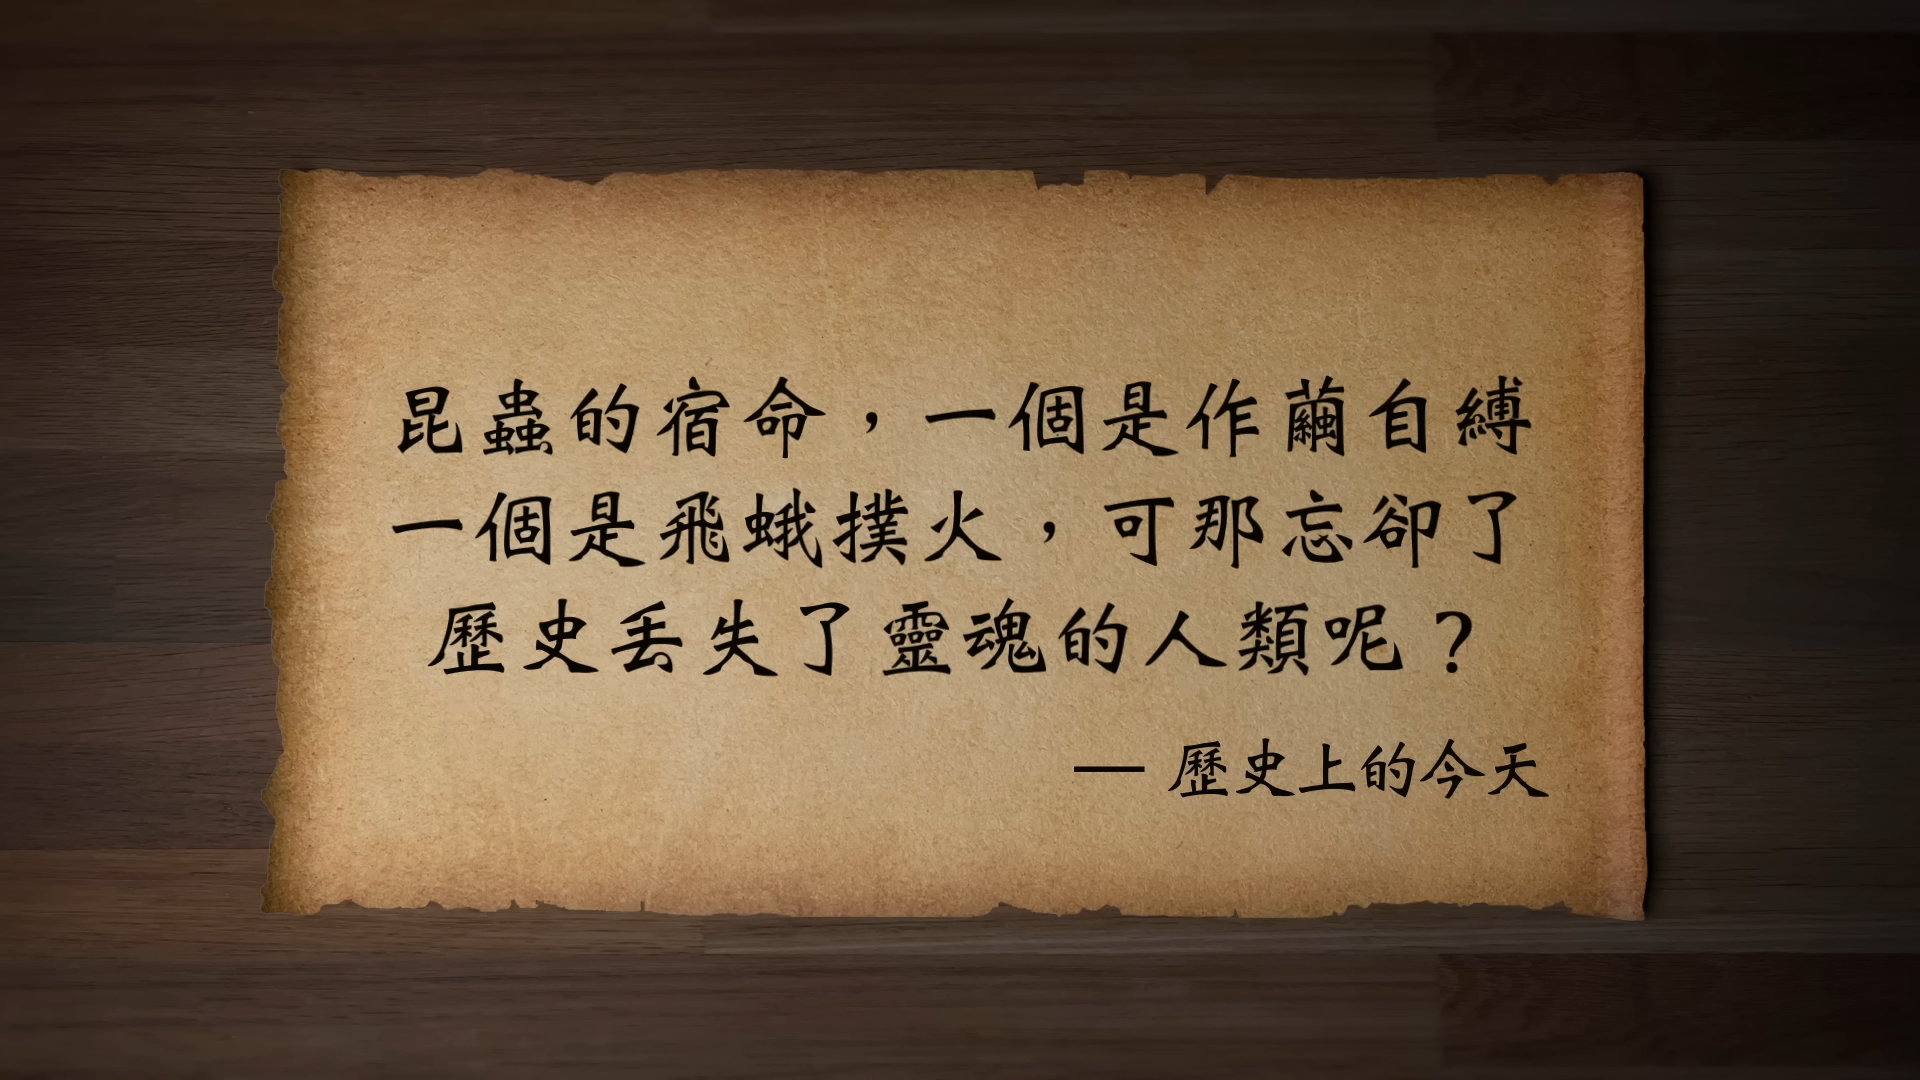 昆蟲的宿命，一個是作繭自縛
一個是飛蛾撲火，可那忘卻了
歷史丟失了靈魂的人類呢？
— 歷史上的今天